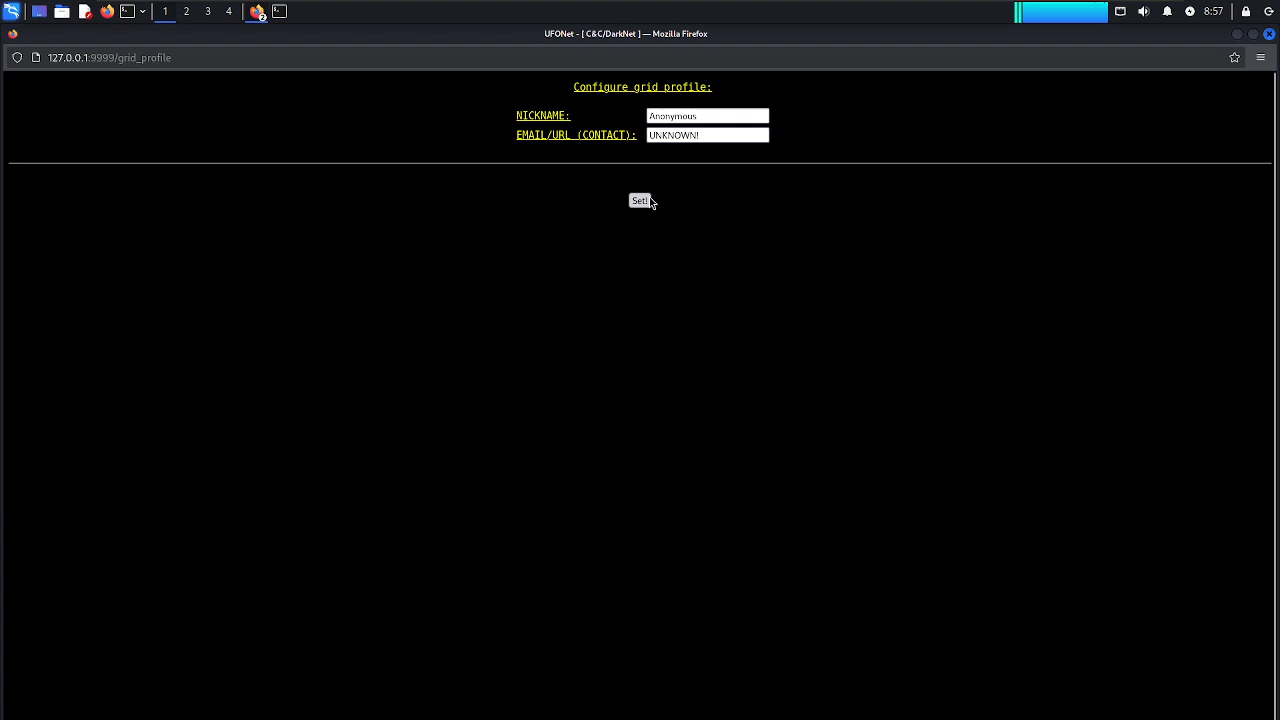 1 2 3 4 2 8:57
UFONet - [ C&C/DarkNet ] — Mozilla Firefox
127.0.0.1:9999/grid_profile
Configure grid profile:
NICKNAME: Anonymous
EMAIL/URL (CONTACT): UNKNOWN!
Set!